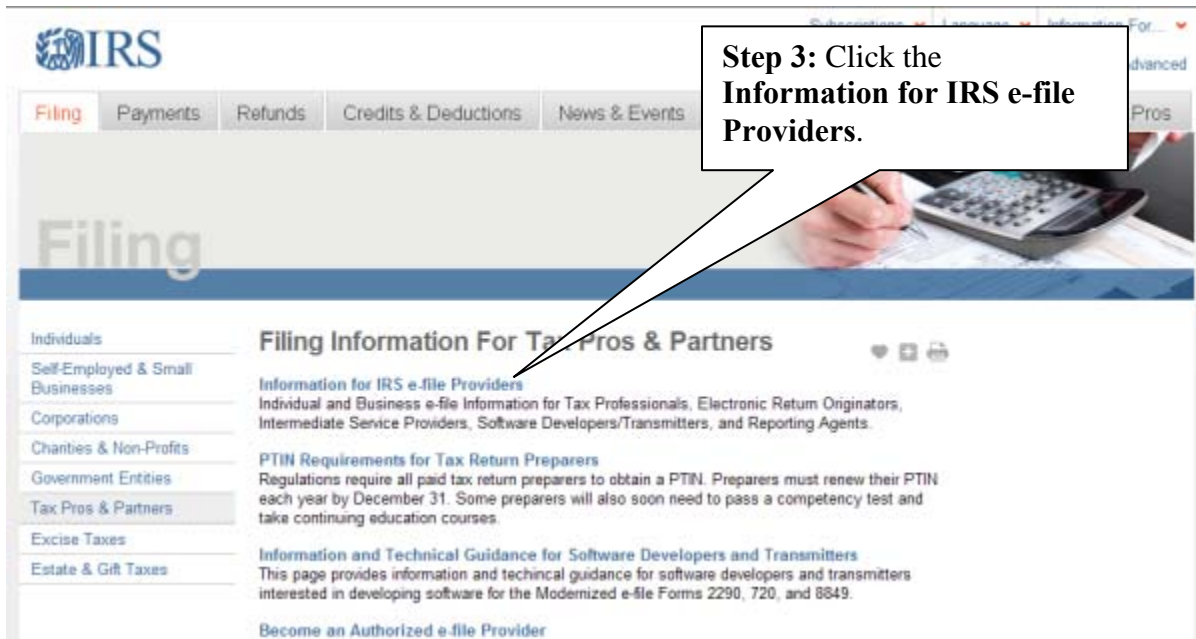 Subscriptions Language Information For...
IRS
Advanced
Step 3: Click the
Information for IRS e-file
Providers.
Filing Payments Refunds Credits & Deductions News & Events Pros
Filing
Individuals
Self-Employed & Small
Businesses
Corporations
Charities & Non-Profits
Government Entities
Tax Pros & Partners
Excise Taxes
Estate & Gift Taxes
Filing Information For Tax Pros & Partners
Information for IRS e-file Providers
Individual and Business e-file Information for Tax Professionals, Electronic Return Originators,
Intermediate Service Providers, Software Developers/Transmitters, and Reporting Agents.
PTIN Requirements for Tax Return Preparers
Regulations require all paid tax return preparers to obtain a PTIN. Preparers must renew their PTIN
each year by December 31. Some preparers will also soon need to pass a competency test and
take continuing education courses.
Information and Technical Guidance for Software Developers and Transmitters
This page provides information and techincal guidance for software developers and transmitters
interested in developing software for the Modernized e-file Forms 2290, 720, and 8849.
Become an Authorized e-file Provider